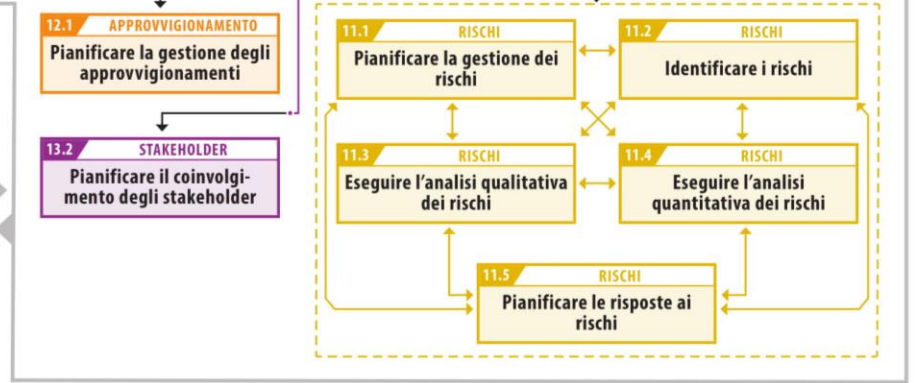 12.1 APPROVVIGIONAMENTO
Pianificare la gestione degli
approvvigionamenti
13.2 STAKEHOLDER
Pianificare il coinvolgi-
mento degli stakeholder
11.1 RISCHI
Pianificare la gestione dei
rischi
11.2 RISCHI
Identificare i rischi
11.3 RISCHI
Eseguire l'analisi qualitativa
dei rischi
11.4 RISCHI
Eseguire l'analisi
quantitativa dei rischi
11.5 RISCHI
Pianificare le risposte ai
rischi